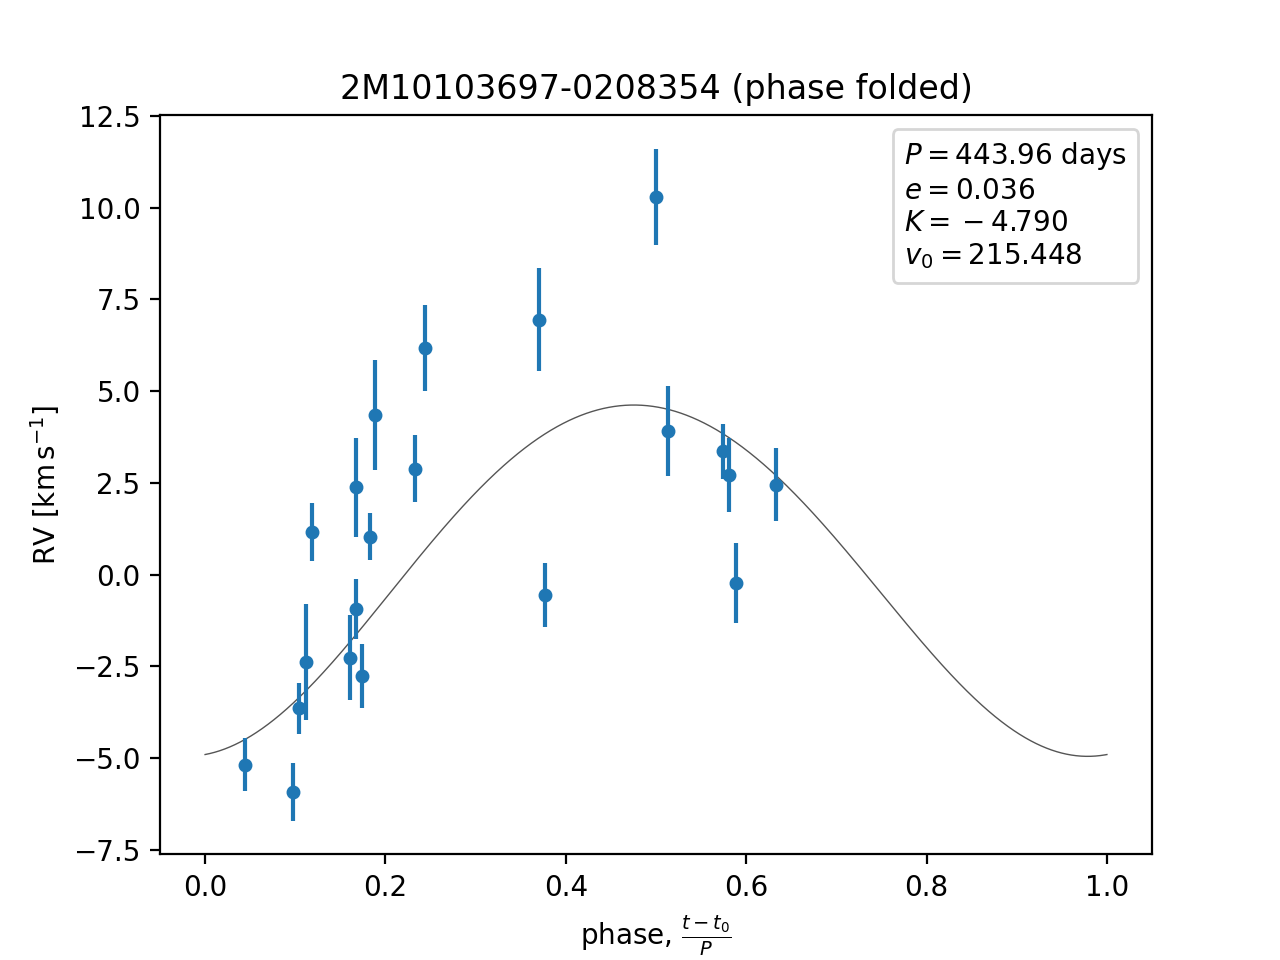 2M10103697-0208354 (phase folded)
P = 443.96 days
e = 0.036
K = −4.790
v₀ = 215.448
12.5
10.0
7.5
5.0
2.5
0.0
−2.5
−5.0
−7.5
RV [km s⁻¹]
0.0 0.2 0.4 0.6 0.8 1.0
phase, (t − t₀)/P